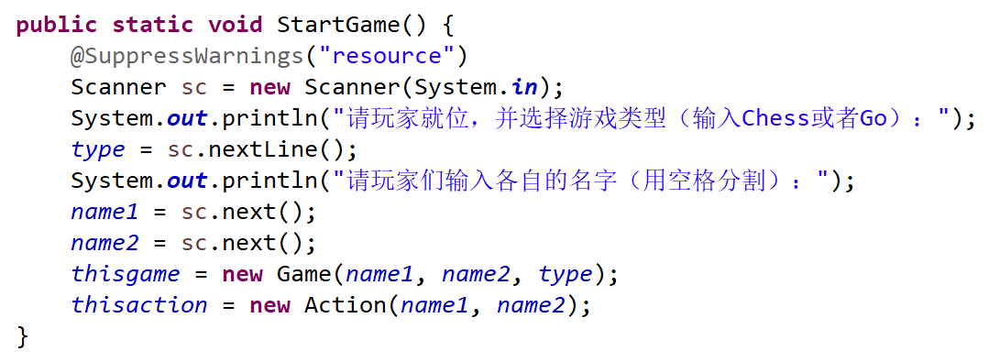 public static void StartGame() {
    @SuppressWarnings("resource")
    Scanner sc = new Scanner(System.in);
    System.out.println("请玩家就位，并选择游戏类型（输入Chess或者Go）：");
    type = sc.nextLine();
    System.out.println("请玩家们输入各自的名字（用空格分割）：");
    name1 = sc.next();
    name2 = sc.next();
    thisgame = new Game(name1, name2, type);
    thisaction = new Action(name1, name2);
}